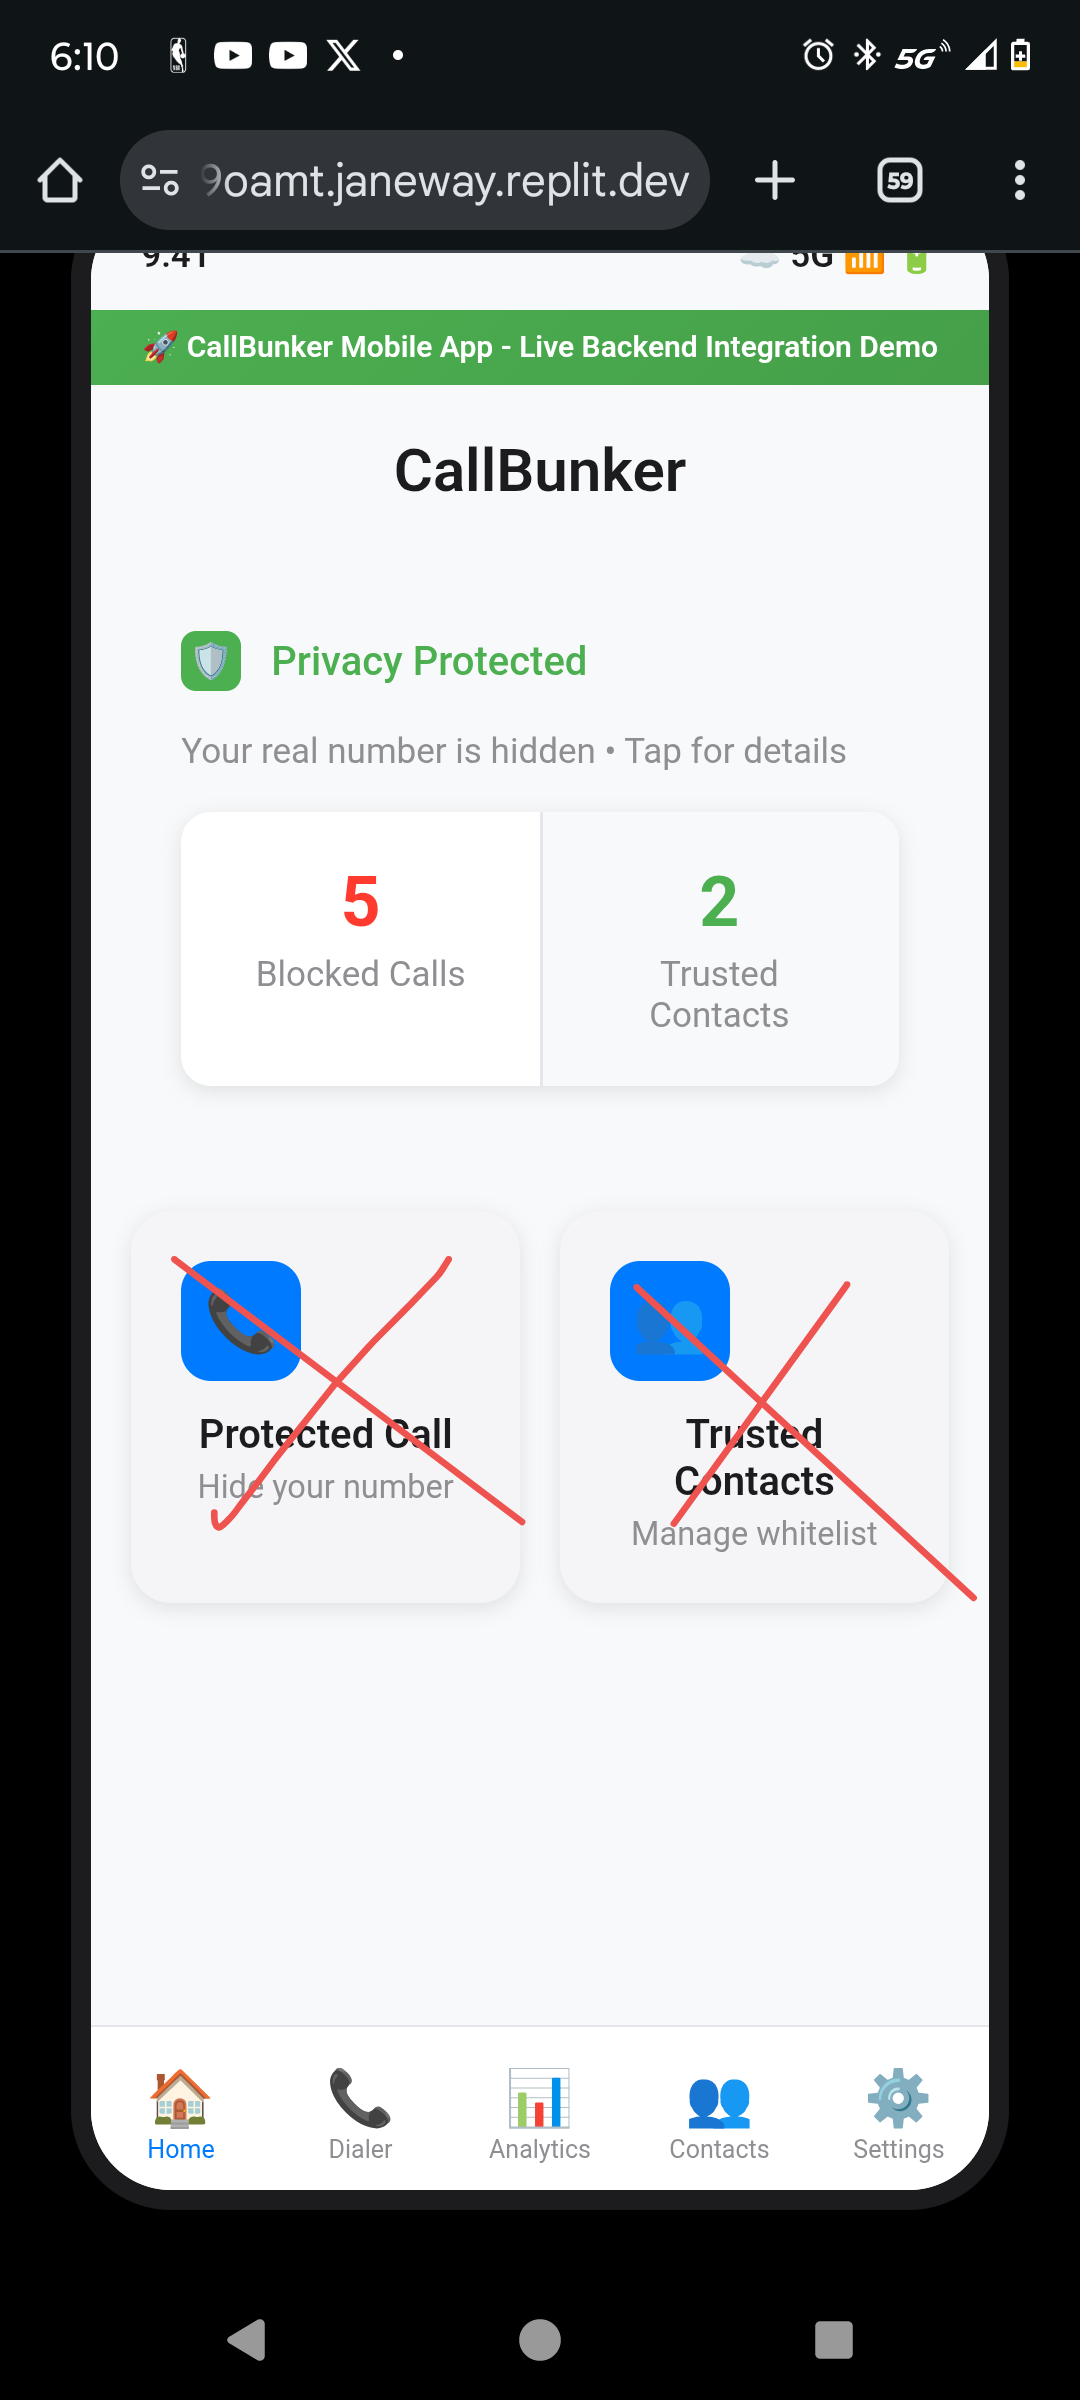 6:10
5G
9oamt.janeway.replit.dev
59
9:41
5G
🚀 CallBunker Mobile App - Live Backend Integration Demo
CallBunker
Privacy Protected
Your real number is hidden • Tap for details
5
Blocked Calls
2
Trusted
Contacts
Protected Call
Hide your number
Trusted
Contacts
Manage whitelist
Home
Dialer
Analytics
Contacts
Settings